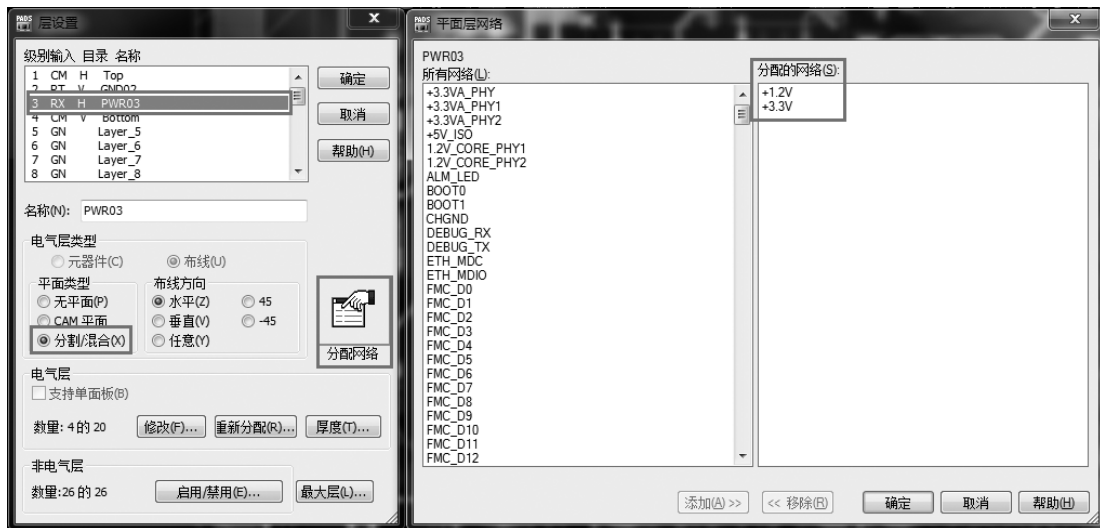 PADS 层设置 x
级别输入 目录 名称
1 CM H Top
2 RT V GND02
3 RX H PWR03
4 CM V Bottom
5 GN Layer_5
6 GN Layer_6
7 GN Layer_7
8 GN Layer_8
确定
取消
帮助(H)
名称(N): PWR03
电气层类型
元器件(C) 布线(U)
平面类型 布线方向
无平面(P) 水平(Z) 45
CAM 平面 垂直(V) -45
分割/混合(X) 任意(Y)
分配网络
电气层
支持单面板(B)
数量: 4的 20 修改(F)... 重新分配(R)... 厚度(T)...
非电气层
数量:26 的 26 启用/禁用(E)... 最大层(L)...
PADS 平面层网络 x
PWR03
所有网络(L):
+3.3VA_PHY
+3.3VA_PHY1
+3.3VA_PHY2
+5V_ISO
1.2V_CORE_PHY1
1.2V_CORE_PHY2
ALM_LED
BOOT0
BOOT1
CHGND
DEBUG_RX
DEBUG_TX
ETH_MDC
ETH_MDIO
FMC_D0
FMC_D1
FMC_D2
FMC_D3
FMC_D4
FMC_D5
FMC_D6
FMC_D7
FMC_D8
FMC_D9
FMC_D10
FMC_D11
FMC_D12
分配的网络(S):
+1.2V
+3.3V
添加(A) >> << 移除(R) 确定 取消 帮助(H)